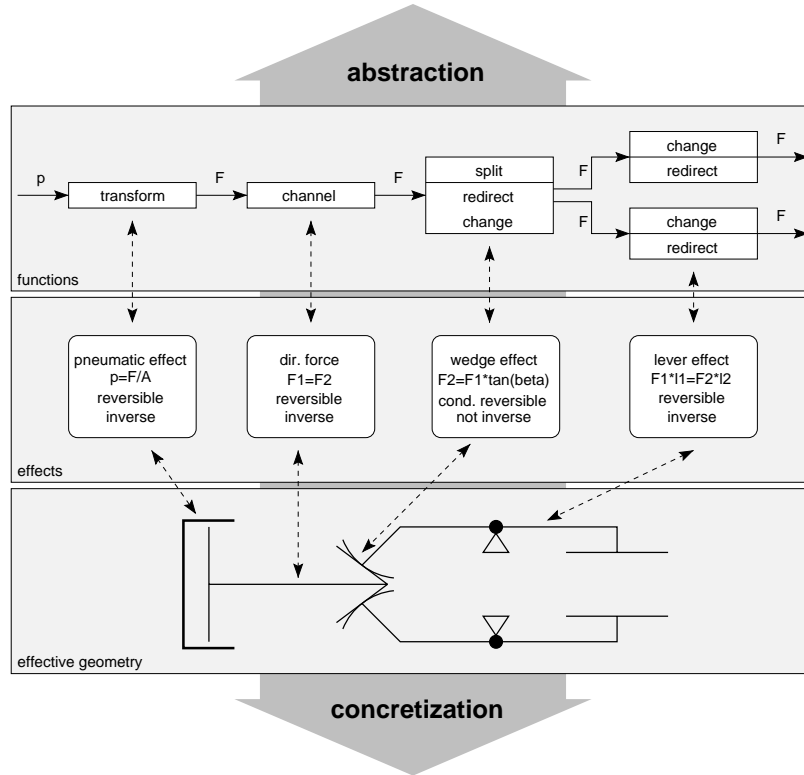 abstraction
p
transform
F
channel
F
split
redirect
change
F
F
change
redirect
F
change
redirect
F
functions
pneumatic effect
p=F/A
reversible
inverse
dir. force
F1=F2
reversible
inverse
wedge effect
F2=F1*tan(beta)
cond. reversible
not inverse
lever effect
F1*l1=F2*l2
reversible
inverse
effects
effective geometry
concretization